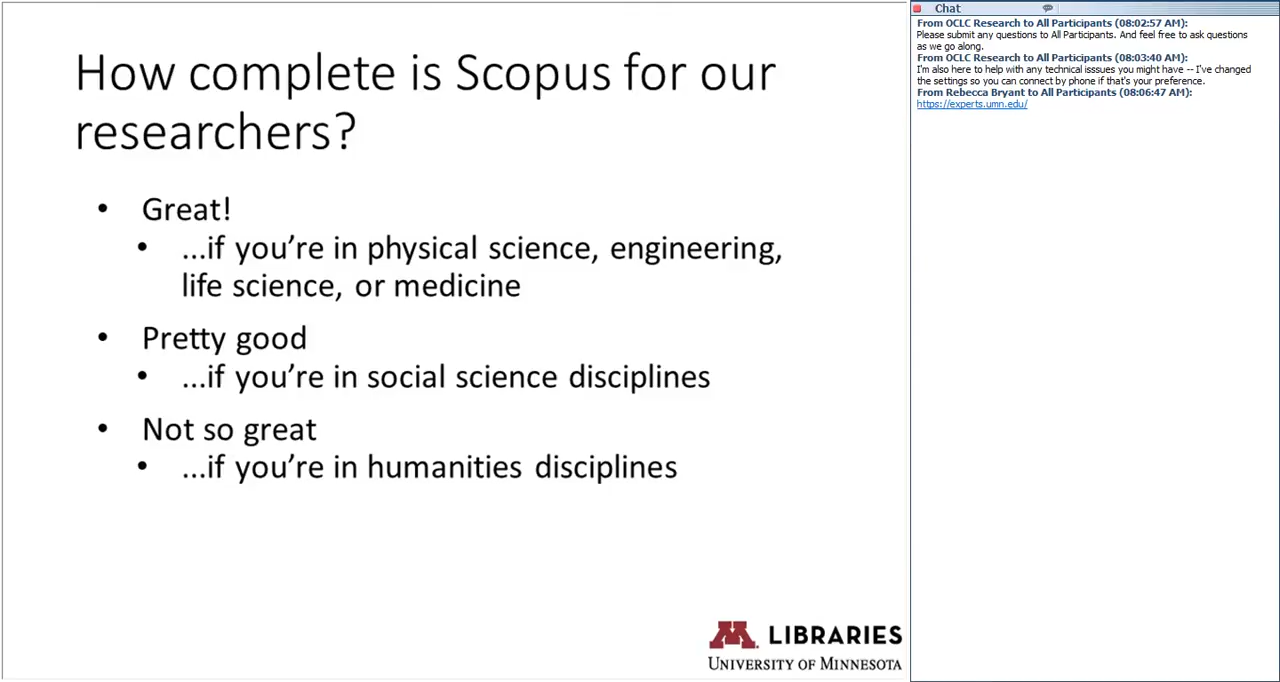 How complete is Scopus for our
researchers?
• Great!
• ...if you're in physical science, engineering,
life science, or medicine
• Pretty good
• ...if you're in social science disciplines
• Not so great
• ...if you're in humanities disciplines
M LIBRARIES
UNIVERSITY OF MINNESOTA
Chat
From OCLC Research to All Participants (08:02:57 AM):
Please submit any questions to All Participants. And feel free to ask questions
as we go along.
From OCLC Research to All Participants (08:03:40 AM):
I'm also here to help with any technical isssues you might have -- I've changed
the settings so you can connect by phone if that's your preference.
From Rebecca Bryant to All Participants (08:06:47 AM):
https://experts.umn.edu/